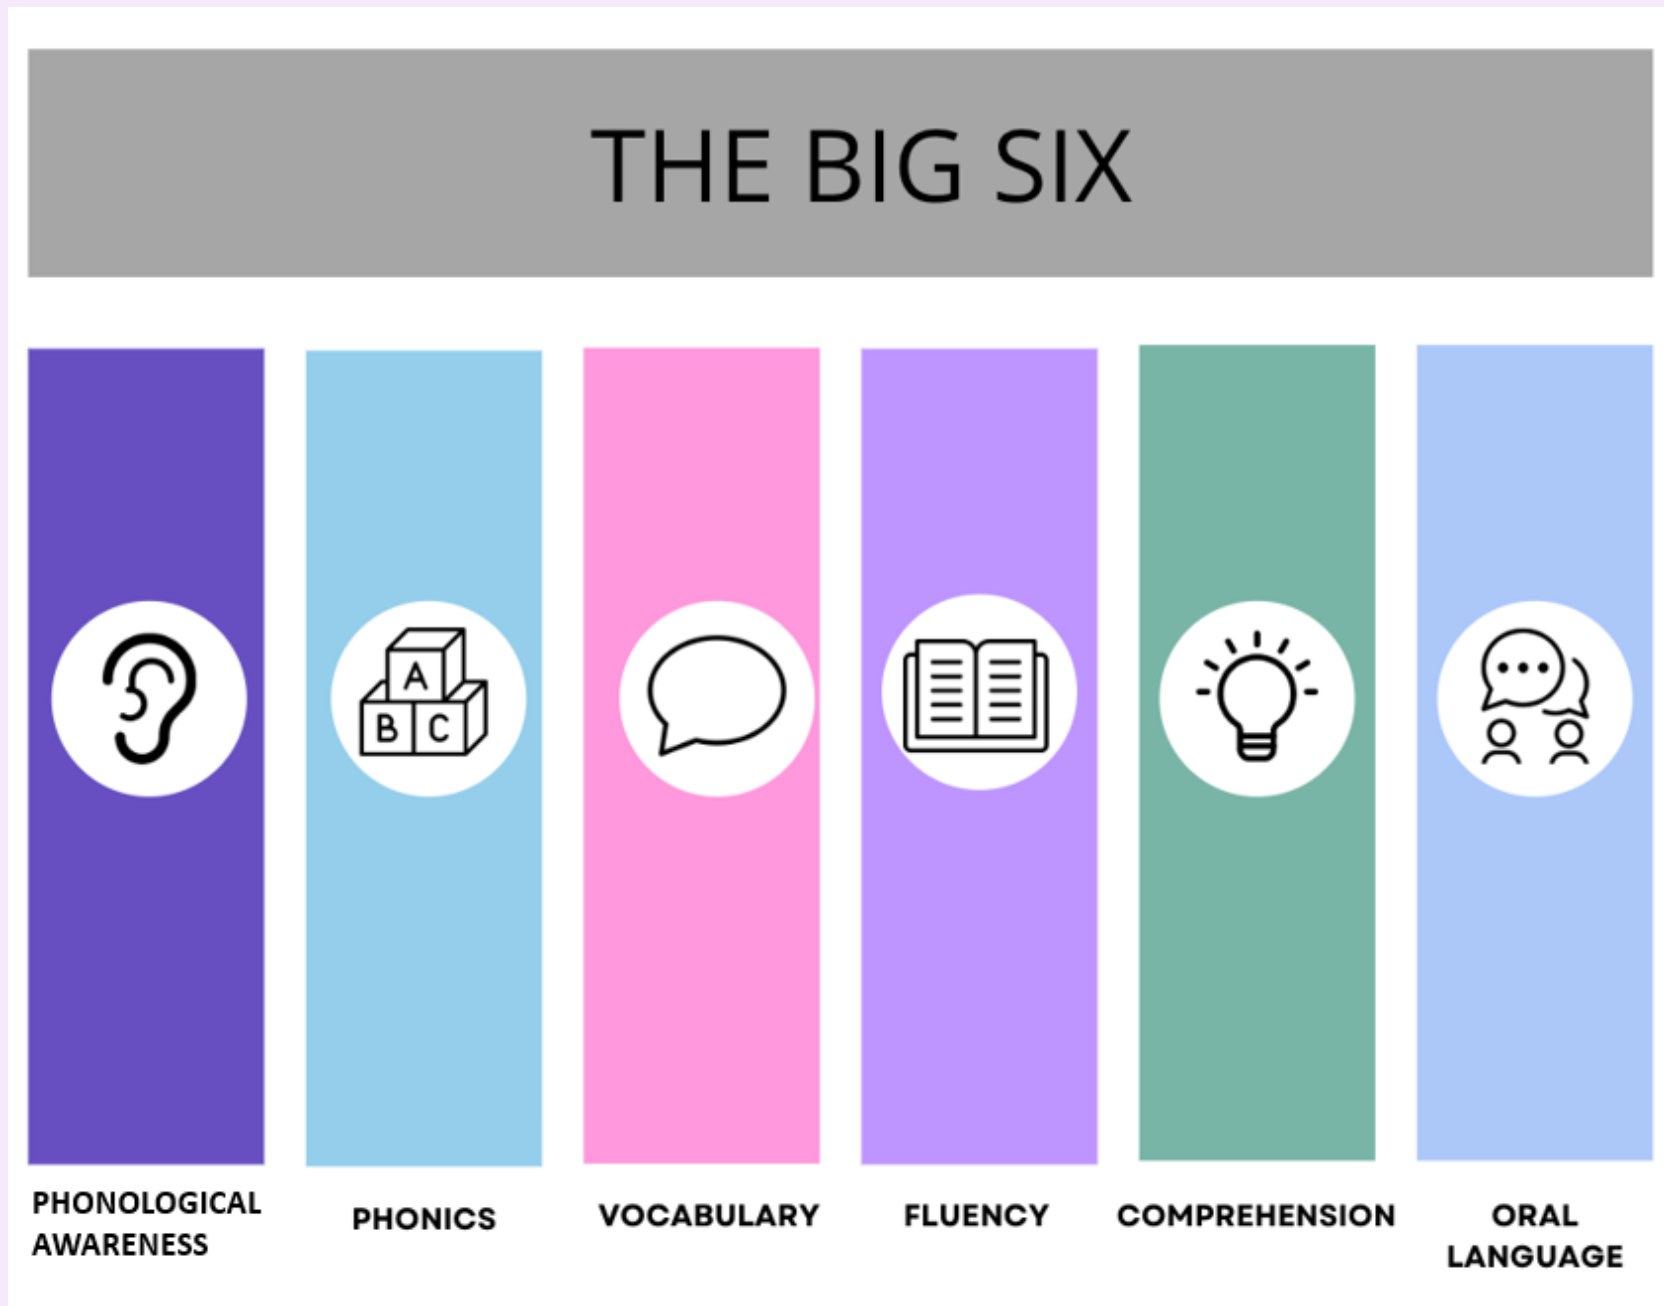 THE BIG SIX
A
B C
PHONOLOGICAL
AWARENESS
PHONICS
VOCABULARY
FLUENCY
COMPREHENSION
ORAL
LANGUAGE